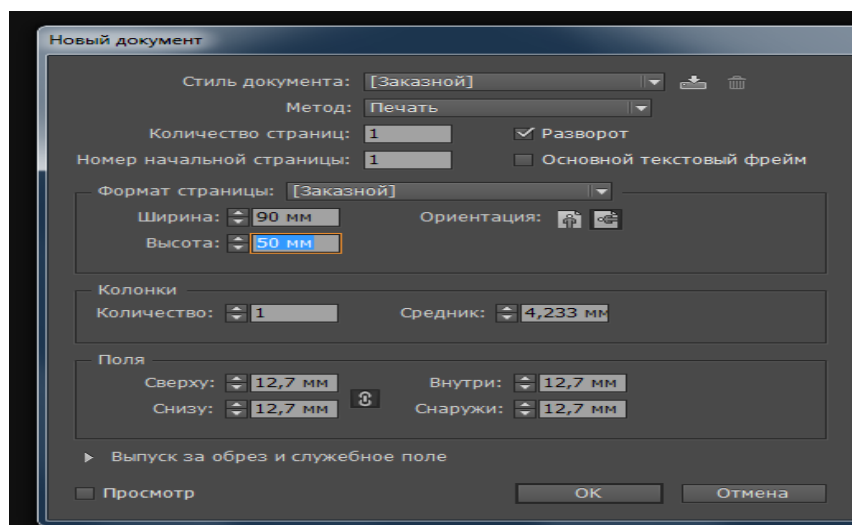 Новый документ
Стиль документа: [Заказной]
Метод: Печать
Количество страниц: 1 Разворот
Номер начальной страницы: 1 Основной текстовый фрейм
Формат страницы: [Заказной]
Ширина: 90 мм Ориентация:
Высота: 50 мм
Колонки
Количество: 1 Средник: 4,233 мм
Поля
Сверху: 12,7 мм Внутри: 12,7 мм
Снизу: 12,7 мм Снаружи: 12,7 мм
Выпуск за обрез и служебное поле
Просмотр OK Отмена